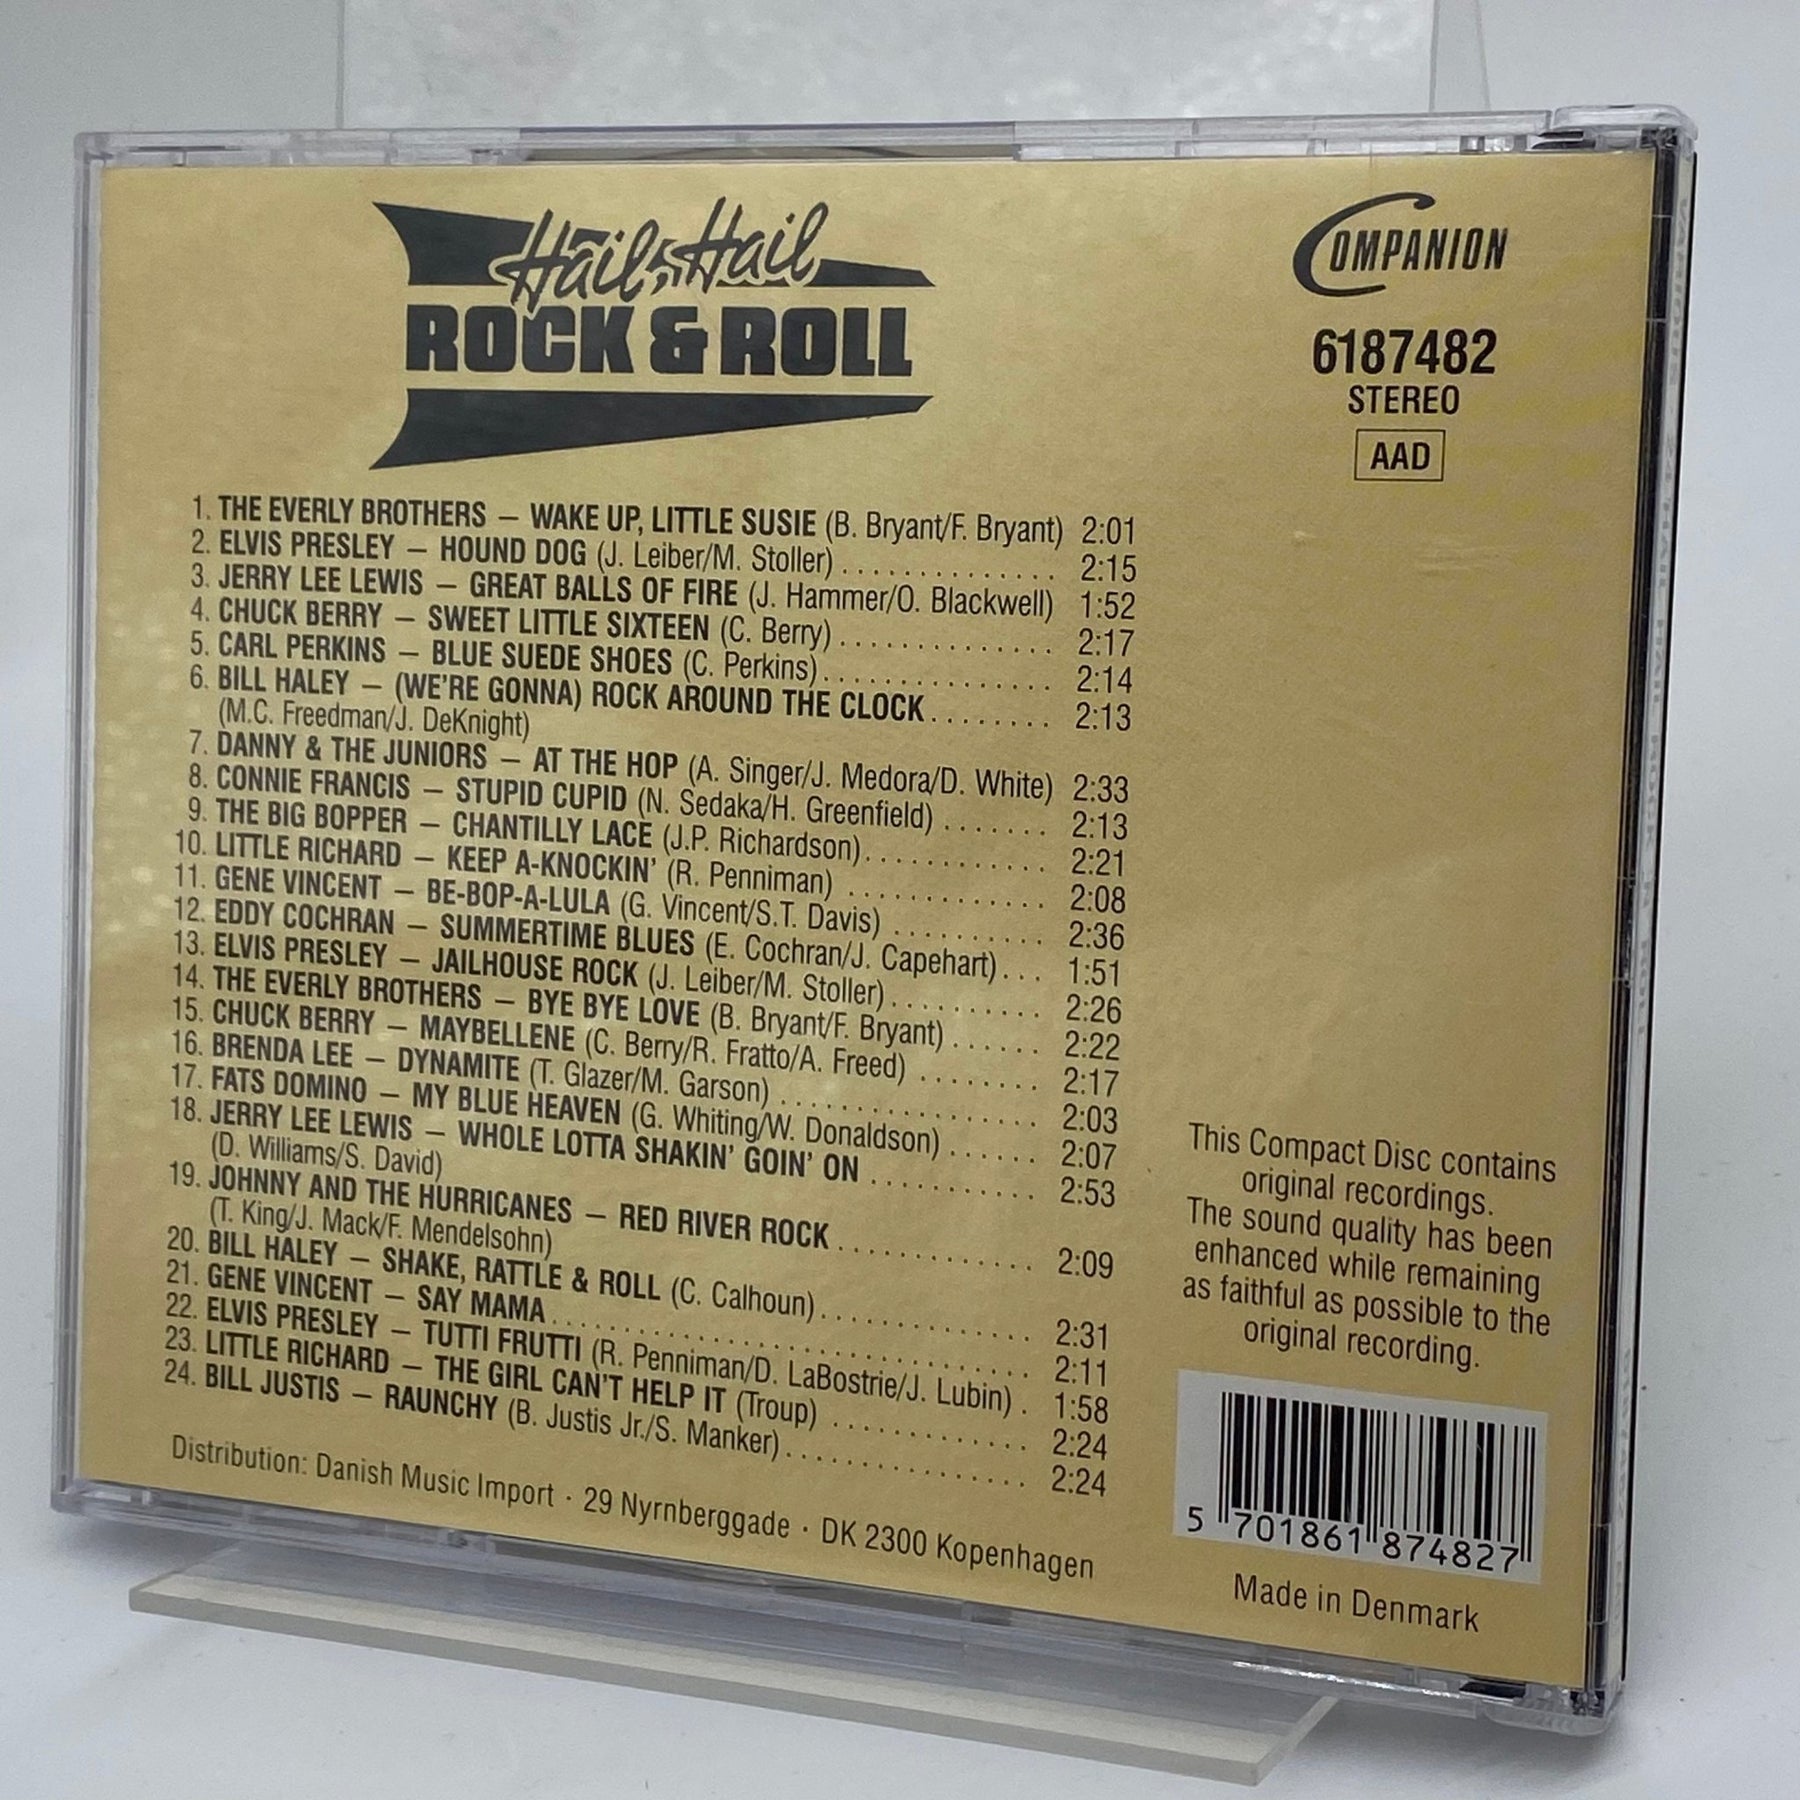 Hail, Hail
ROCK & ROLL
COMPANION
6187482
STEREO
AAD
1. THE EVERLY BROTHERS – WAKE UP, LITTLE SUSIE (B. Bryant/F. Bryant) 2:01
2. ELVIS PRESLEY – HOUND DOG (J. Leiber/M. Stoller) . . . . . . . . . . . . . . 2:15
3. JERRY LEE LEWIS – GREAT BALLS OF FIRE (J. Hammer/O. Blackwell) 1:52
4. CHUCK BERRY – SWEET LITTLE SIXTEEN (C. Berry) . . . . . . . . . . . . . . 2:17
5. CARL PERKINS – BLUE SUEDE SHOES (C. Perkins) . . . . . . . . . . . . . . . 2:14
6. BILL HALEY – (WE'RE GONNA) ROCK AROUND THE CLOCK . . . . . . . . 2:13
(M.C. Freedman/J. DeKnight)
7. DANNY & THE JUNIORS – AT THE HOP (A. Singer/J. Medora/D. White) 2:33
8. CONNIE FRANCIS – STUPID CUPID (N. Sedaka/H. Greenfield) . . . . . . . 2:13
9. THE BIG BOPPER – CHANTILLY LACE (J.P. Richardson) . . . . . . . . . . . . 2:21
10. LITTLE RICHARD – KEEP A-KNOCKIN' (R. Penniman) . . . . . . . . . . . . . 2:08
11. GENE VINCENT – BE-BOP-A-LULA (G. Vincent/S.T. Davis) . . . . . . . . . . 2:36
12. EDDY COCHRAN – SUMMERTIME BLUES (E. Cochran/J. Capehart) . . . 1:51
13. ELVIS PRESLEY – JAILHOUSE ROCK (J. Leiber/M. Stoller) . . . . . . . . . . 2:26
14. THE EVERLY BROTHERS – BYE BYE LOVE (B. Bryant/F. Bryant) . . . . . . 2:22
15. CHUCK BERRY – MAYBELLENE (C. Berry/R. Fratto/A. Freed) . . . . . . . . 2:17
16. BRENDA LEE – DYNAMITE (T. Glazer/M. Garson) . . . . . . . . . . . . . . . . . 2:03
17. FATS DOMINO – MY BLUE HEAVEN (G. Whiting/W. Donaldson) . . . . . . 2:07
18. JERRY LEE LEWIS – WHOLE LOTTA SHAKIN' GOIN' ON . . . . . . . . . . . 2:53
(D. Williams/S. David)
19. JOHNNY AND THE HURRICANES – RED RIVER ROCK . . . . . . . . . . . . . 2:09
(T. King/J. Mack/F. Mendelsohn)
20. BILL HALEY – SHAKE, RATTLE & ROLL (C. Calhoun) . . . . . . . . . . . . . . 2:31
21. GENE VINCENT – SAY MAMA . . . . . . . . . . . . . . . . . . . . . . . . . . . . . . . 2:11
22. ELVIS PRESLEY – TUTTI FRUTTI (R. Penniman/D. LaBostrie/J. Lubin) . 1:58
23. LITTLE RICHARD – THE GIRL CAN'T HELP IT (Troup) . . . . . . . . . . . . . 2:24
24. BILL JUSTIS – RAUNCHY (B. Justis Jr./S. Manker) . . . . . . . . . . . . . . . . 2:24
Distribution: Danish Music Import · 29 Nyrnberggade · DK 2300 Kopenhagen
This Compact Disc contains
original recordings.
The sound quality has been
enhanced while remaining
as faithful as possible to the
original recording.
5 701861 874827
Made in Denmark